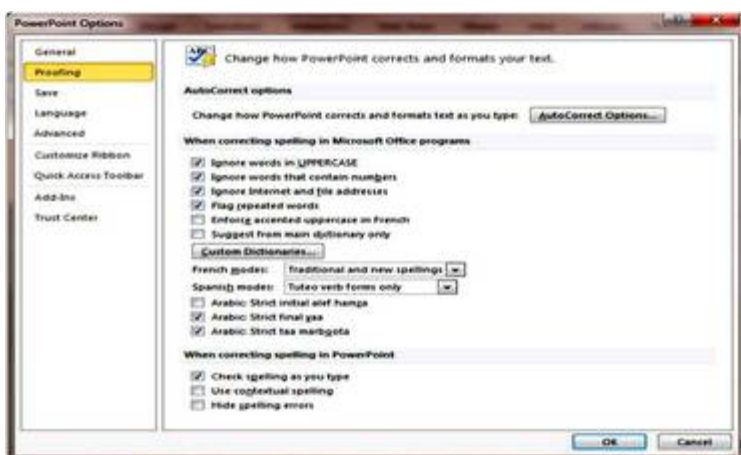 PowerPoint Options
General
Proofing
Save
Language
Advanced
Customize Ribbon
Quick Access Toolbar
Add-Ins
Trust Center
ABC
Change how PowerPoint corrects and formats your text.
AutoCorrect options
Change how PowerPoint corrects and formats text as you type: AutoCorrect Options...
When correcting spelling in Microsoft Office programs
Ignore words in UPPERCASE
Ignore words that contain numbers
Ignore Internet and file addresses
Flag repeated words
Enforce accented uppercase in French
Suggest from main dictionary only
Custom Dictionaries...
French modes: Traditional and new spellings
Spanish modes: Tuteo verb forms only
Arabic: Strict initial alef hamza
Arabic: Strict final yaa
Arabic: Strict taa marboota
When correcting spelling in PowerPoint
Check spelling as you type
Use contextual spelling
Hide spelling errors
OK Cancel